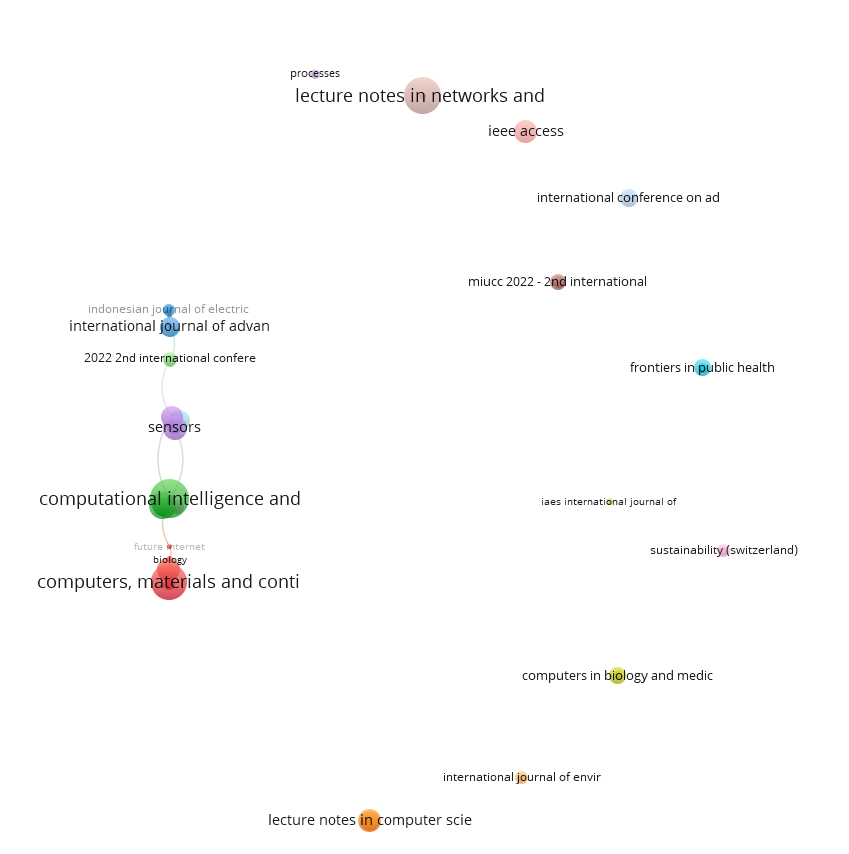 processes
lecture notes in networks and
ieee access
international conference on ad
miucc 2022 - 2nd international
indonesian journal of electric
international journal of advan
2022 2nd international confere
frontiers in public health
sensors
computational intelligence and
iaes international journal of
future internet
sustainability (switzerland)
biology
computers, materials and conti
computers in biology and medic
international journal of envir
lecture notes in computer scie